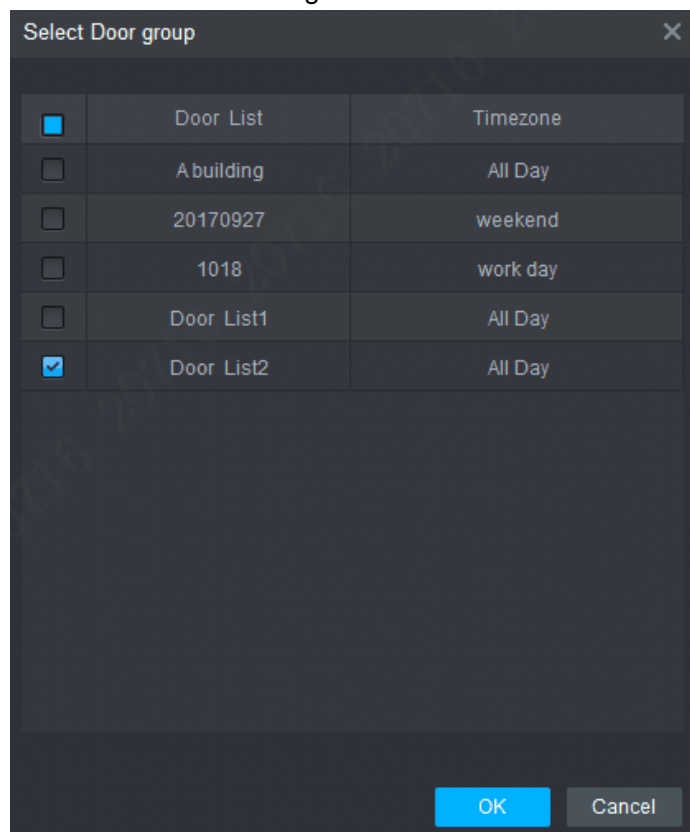 Select Door group
Door List Timezone
A building All Day
20170927 weekend
1018 work day
Door List1 All Day
Door List2 All Day
OK Cancel